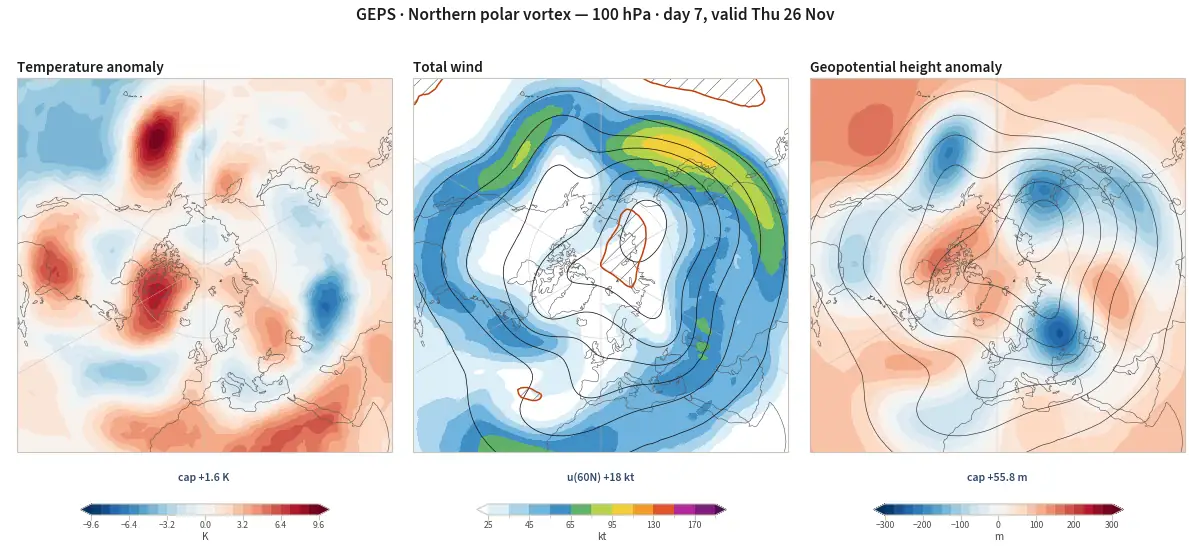 GEPS · Northern polar vortex — 100 hPa · day 7, valid Thu 26 Nov
Temperature anomaly
Total wind
Geopotential height anomaly
cap +1.6 K
u(60N) +18 kt
cap +55.8 m
−9.6 −6.4 −3.2 0.0 3.2 6.4 9.6
K
25 45 65 95 130 170
kt
−300 −200 −100 0 100 200 300
m